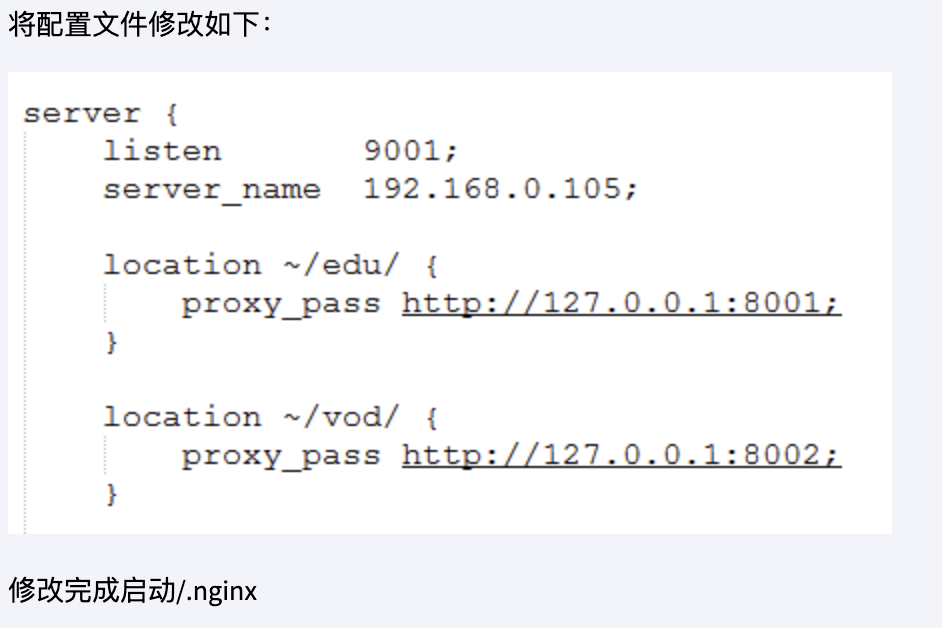 将配置文件修改如下：
server {
    listen       9001;
    server_name  192.168.0.105;
    location ~/edu/ {
        proxy_pass http://127.0.0.1:8001;
    }
    location ~/vod/ {
        proxy_pass http://127.0.0.1:8002;
    }
修改完成启动/.nginx